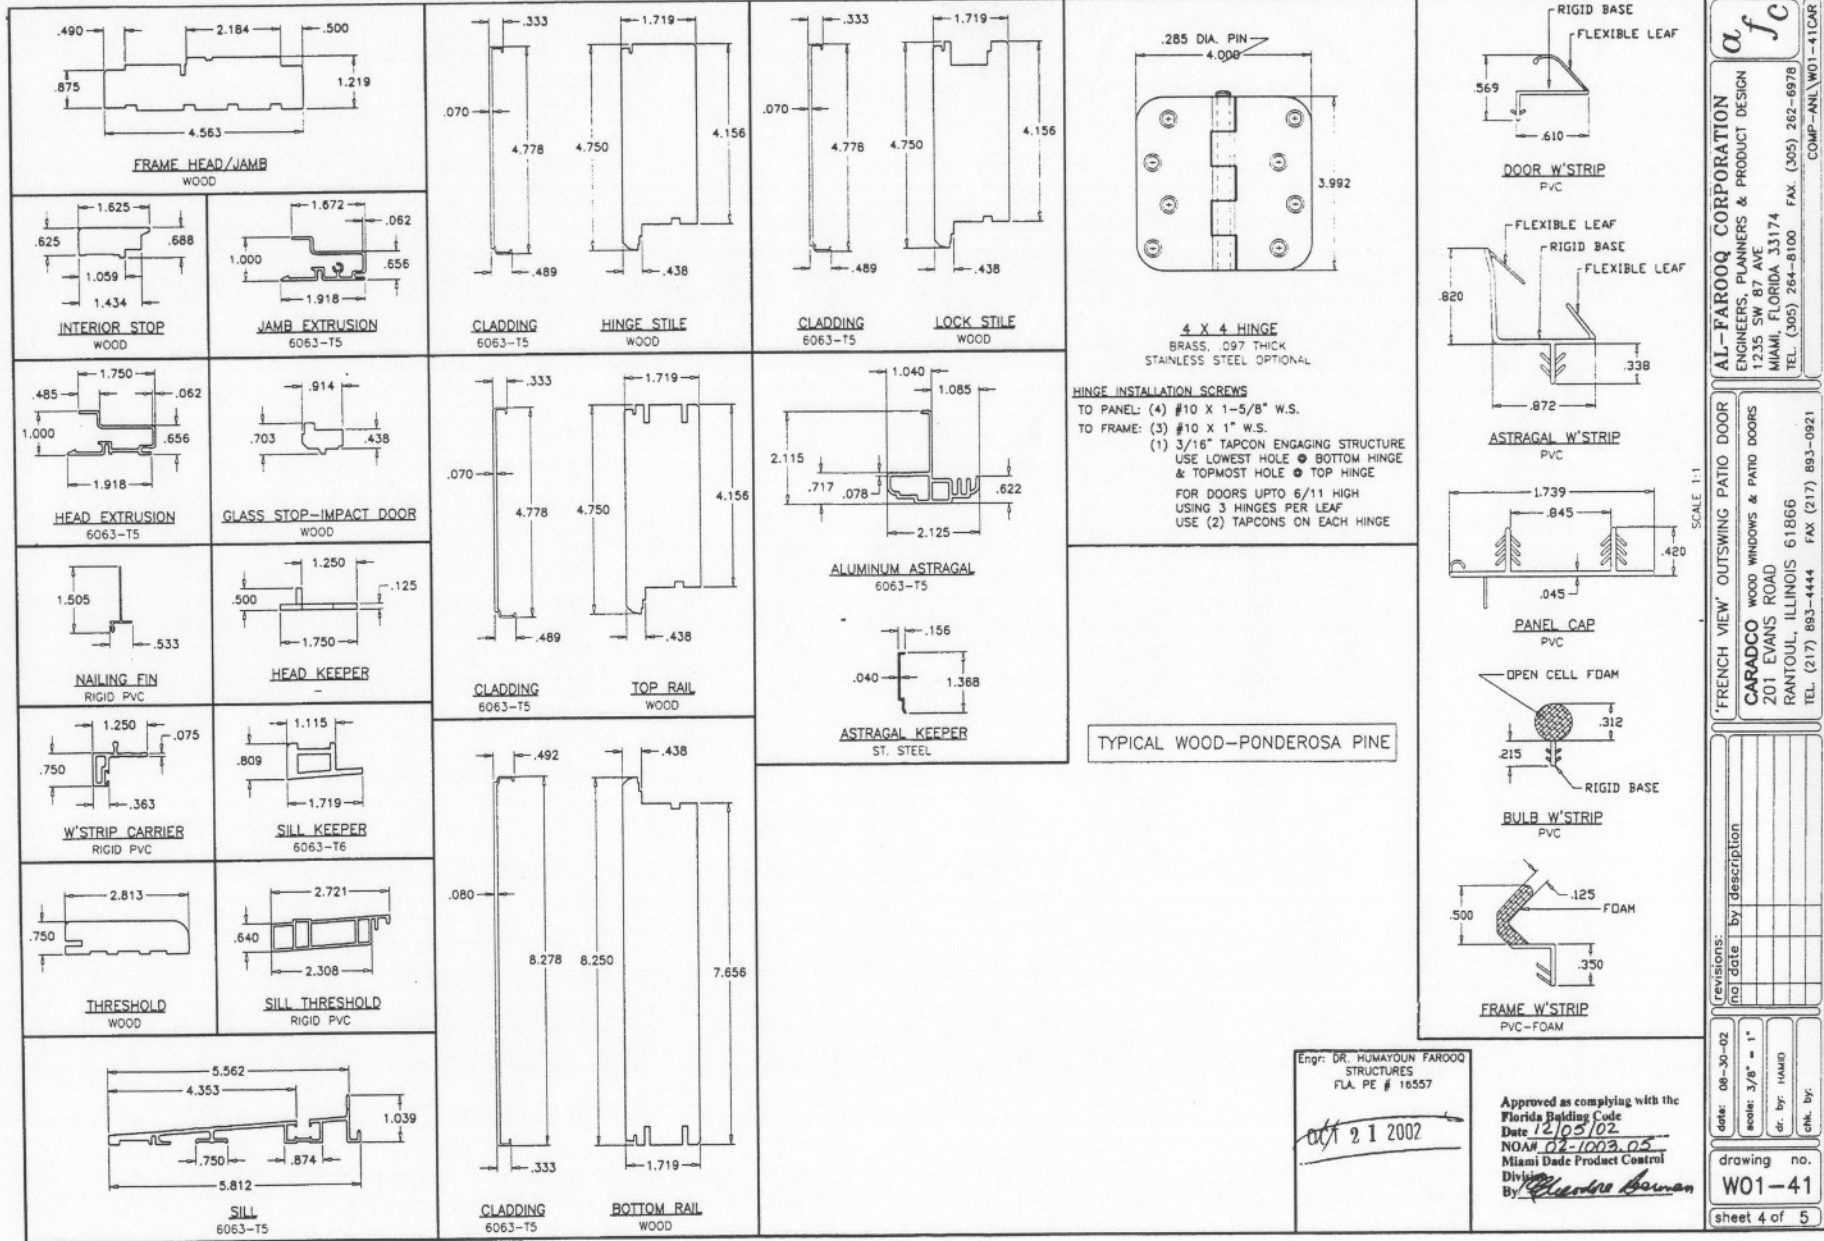 .490
2.184
.500
.875
1.219
4.563
FRAME HEAD/JAMB
WOOD
1.625
.625
.688
1.059
1.434
INTERIOR STOP
WOOD
1.672
.062
1.000
.656
1.918
JAMB EXTRUSION
6063-T5
1.750
.485
.062
1.000
.656
1.918
HEAD EXTRUSION
6063-T5
.914
.703
.438
GLASS STOP-IMPACT DOOR
WOOD
1.505
.533
NAILING FIN
RIGID PVC
1.250
.500
.125
1.750
HEAD KEEPER
-
1.250
.075
.750
.363
W'STRIP CARRIER
RIGID PVC
1.115
.809
1.719
SILL KEEPER
6063-T6
2.813
.750
THRESHOLD
WOOD
2.721
.640
2.308
SILL THRESHOLD
RIGID PVC
5.562
4.353
1.039
.750
.874
5.812
SILL
6063-T5
.333
.070
4.778
.489
CLADDING
6063-T5
1.719
4.750
4.156
.438
HINGE STILE
WOOD
.333
.070
4.778
.489
CLADDING
6063-T5
1.719
4.750
4.156
.438
LOCK STILE
WOOD
.333
.070
4.778
.489
CLADDING
6063-T5
1.719
4.750
4.156
.438
TOP RAIL
WOOD
1.040
1.085
2.115
.717
.078
.622
2.125
ALUMINUM ASTRAGAL
6063-T5
.156
.040
1.368
ASTRAGAL KEEPER
ST. STEEL
.492
.080
8.278
.333
CLADDING
6063-T5
.438
8.250
7.656
1.719
BOTTOM RAIL
WOOD
.285 DIA. PIN
4.000
3.992
4 X 4 HINGE
BRASS, .097 THICK
STAINLESS STEEL OPTIONAL
HINGE INSTALLATION SCREWS
TO PANEL: (4) #10 X 1-5/8" W.S.
TO FRAME: (3) #10 X 1" W.S.
(1) 3/16" TAPCON ENGAGING STRUCTURE
USE LOWEST HOLE @ BOTTOM HINGE
& TOPMOST HOLE @ TOP HINGE
FOR DOORS UPTO 6/11 HIGH
USING 3 HINGES PER LEAF
USE (2) TAPCONS ON EACH HINGE
TYPICAL WOOD-PONDEROSA PINE
RIGID BASE
FLEXIBLE LEAF
.569
.610
DOOR W'STRIP
PVC
FLEXIBLE LEAF
RIGID BASE
FLEXIBLE LEAF
.820
.338
.872
ASTRAGAL W'STRIP
PVC
1.739
.845
.420
.045
PANEL CAP
PVC
SCALE 1:1
OPEN CELL FOAM
.312
.215
RIGID BASE
BULB W'STRIP
PVC
.125
.500
FOAM
.350
FRAME W'STRIP
PVC-FOAM
Engr: DR. HUMAYOUN FAROOQ
STRUCTURES
FLA. PE # 16557
OCT 21 2002
Approved as complying with the
Florida Building Code
Date 12/05/02
NOA# 02-1003.05
Miami Dade Product Control
Division
By
afc
AL-FAROOQ CORPORATION
ENGINEERS, PLANNERS & PRODUCT DESIGN
1235 SW 87 AVE
MIAMI, FLORIDA 33174
TEL. (305) 264-8100 FAX. (305) 262-6978
COMP-ANL\W01-41CAR
'FRENCH VIEW' OUTSWING PATIO DOOR
CARADCO WOOD WINDOWS & PATIO DOORS
201 EVANS ROAD
RANTOUL, ILLINOIS 61866
TEL. (217) 893-4444 FAX (217) 893-0921
revisions:
no date by description
date: 08-30-02
scale: 3/8" = 1"
dr. by: HAMID
chk. by:
drawing no.
W01-41
sheet 4 of 5